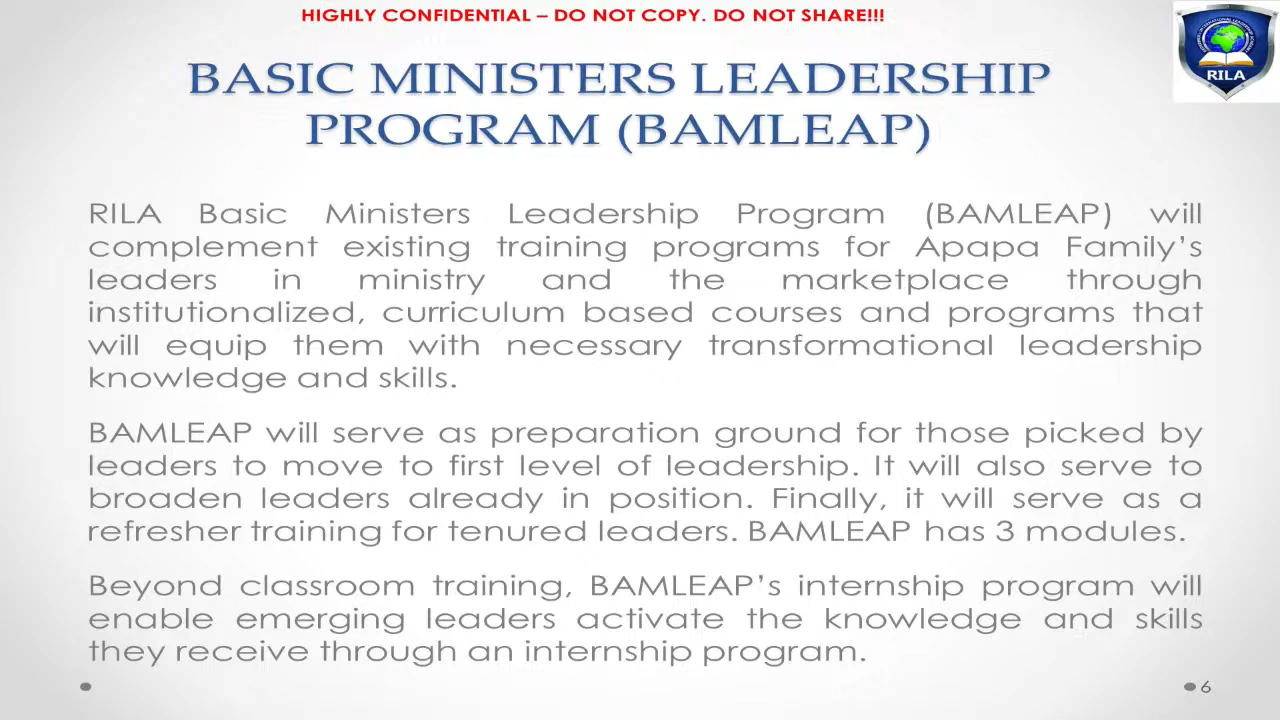 HIGHLY CONFIDENTIAL – DO NOT COPY. DO NOT SHARE!!!
RILA
BASIC MINISTERS LEADERSHIP
PROGRAM (BAMLEAP)
RILA Basic Ministers Leadership Program (BAMLEAP) will
complement existing training programs for Apapa Family’s
leaders in ministry and the marketplace through
institutionalized, curriculum based courses and programs that
will equip them with necessary transformational leadership
knowledge and skills.
BAMLEAP will serve as preparation ground for those picked by
leaders to move to first level of leadership. It will also serve to
broaden leaders already in position. Finally, it will serve as a
refresher training for tenured leaders. BAMLEAP has 3 modules.
Beyond classroom training, BAMLEAP’s internship program will
enable emerging leaders activate the knowledge and skills
they receive through an internship program.
6